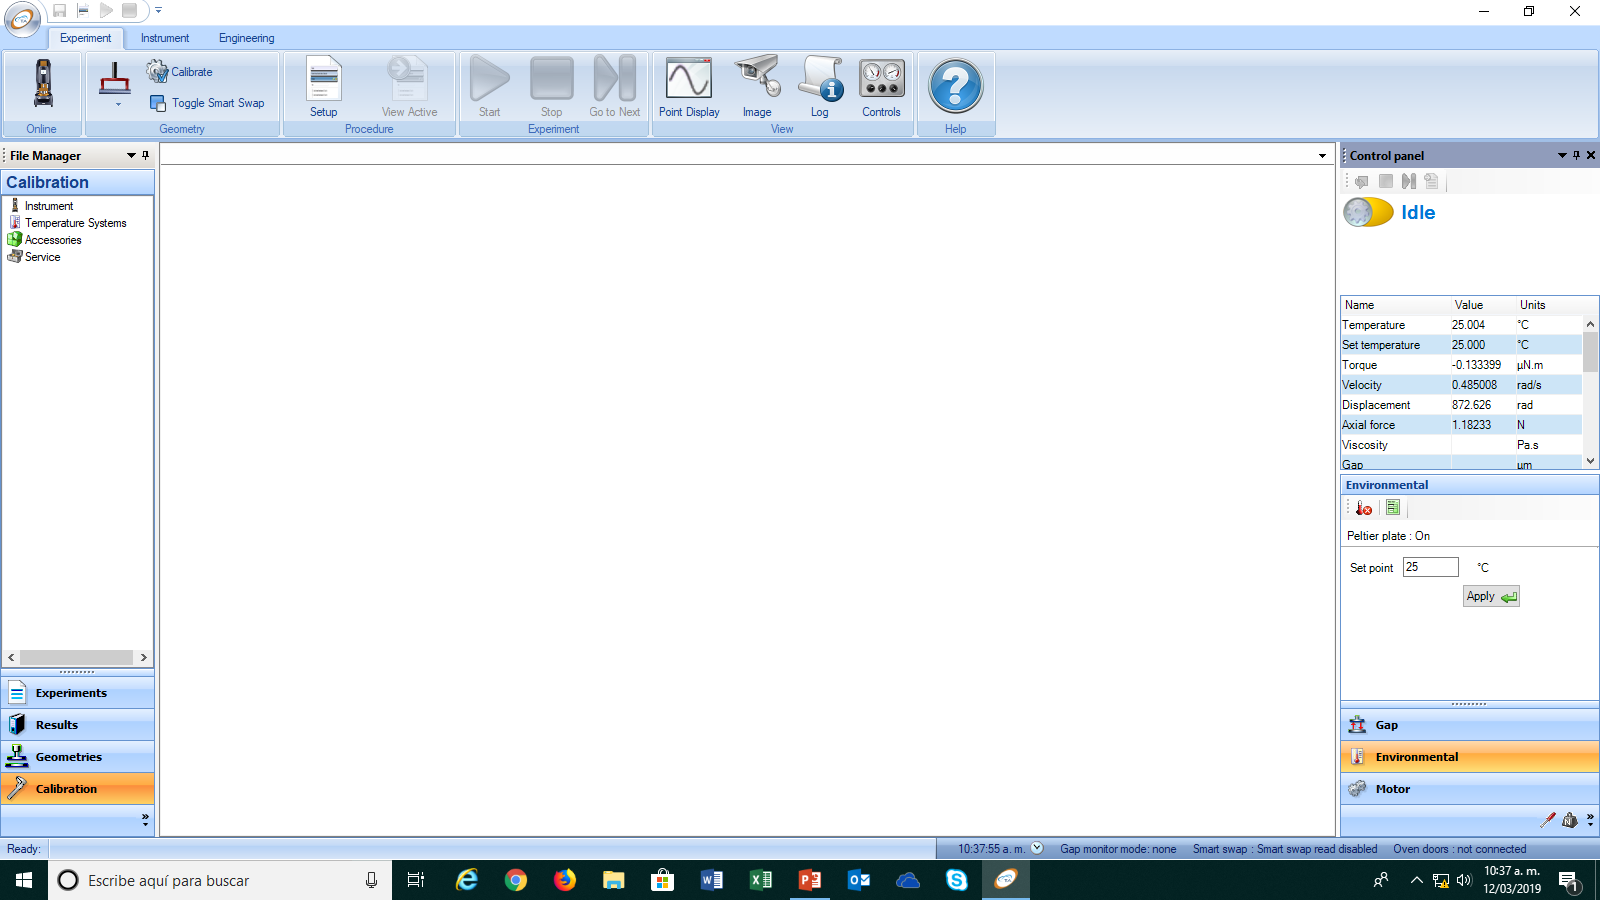 Experiment Instrument Engineering
Calibrate
Toggle Smart Swap
Setup View Active Start Stop Go to Next Point Display Image Log Controls
Online Geometry Procedure Experiment View Help
File Manager
Calibration
Instrument
Temperature Systems
Accessories
Service
Experiments
Results
Geometries
Calibration
Control panel
Idle
Name Value Units
Temperature 25.004 °C
Set temperature 25.000 °C
Torque -0.133399 µN.m
Velocity 0.485008 rad/s
Displacement 872.626 rad
Axial force 1.18233 N
Viscosity Pa.s
Gap µm
Environmental
Peltier plate : On
Set point 25 °C
Apply
Gap
Environmental
Motor
Ready: 10:37:55 a. m. Gap monitor mode: none Smart swap : Smart swap read disabled Oven doors : not connected
Escribe aquí para buscar
10:37 a. m.
12/03/2019
1